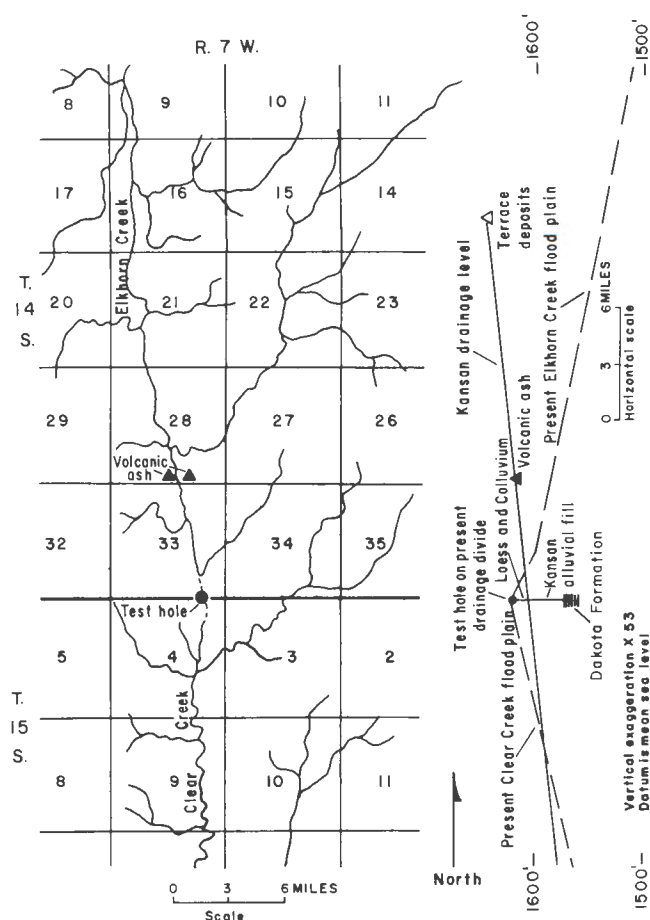 R. 7 W.
8 9 10 11
17 16 15 14
T.
14
S.
20 21 22 23
Elkhorn Creek
29 28 27 26
Volcanic
ash
32 33 34 35
Test hole
5 4 3 2
T.
15
S.
8 9 10 11
Clear Creek
0 3 6 MILES
Scale
North
1600'
1500'
Terrace
deposits
Kansan drainage level
Present Elkhorn Creek flood plain
0 3 6 MILES
Horizontal scale
Volcanic ash
Loess and Colluvium
Test hole on present
drainage divide
Kansan
alluvial fill
Dakota Formation
Present Clear Creek flood plain
Vertical exaggeration X 53
Datum is mean sea level
1600'
1500'